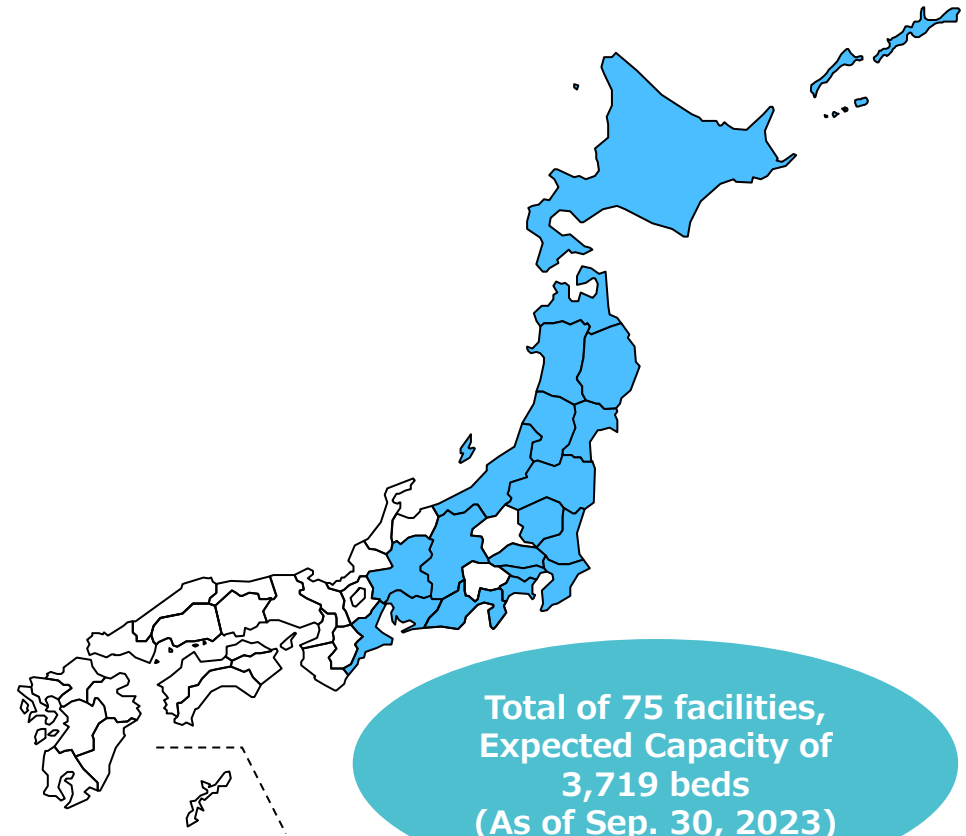 Total of 75 facilities,
Expected Capacity of
3,719 beds
(As of Sep. 30, 2023)